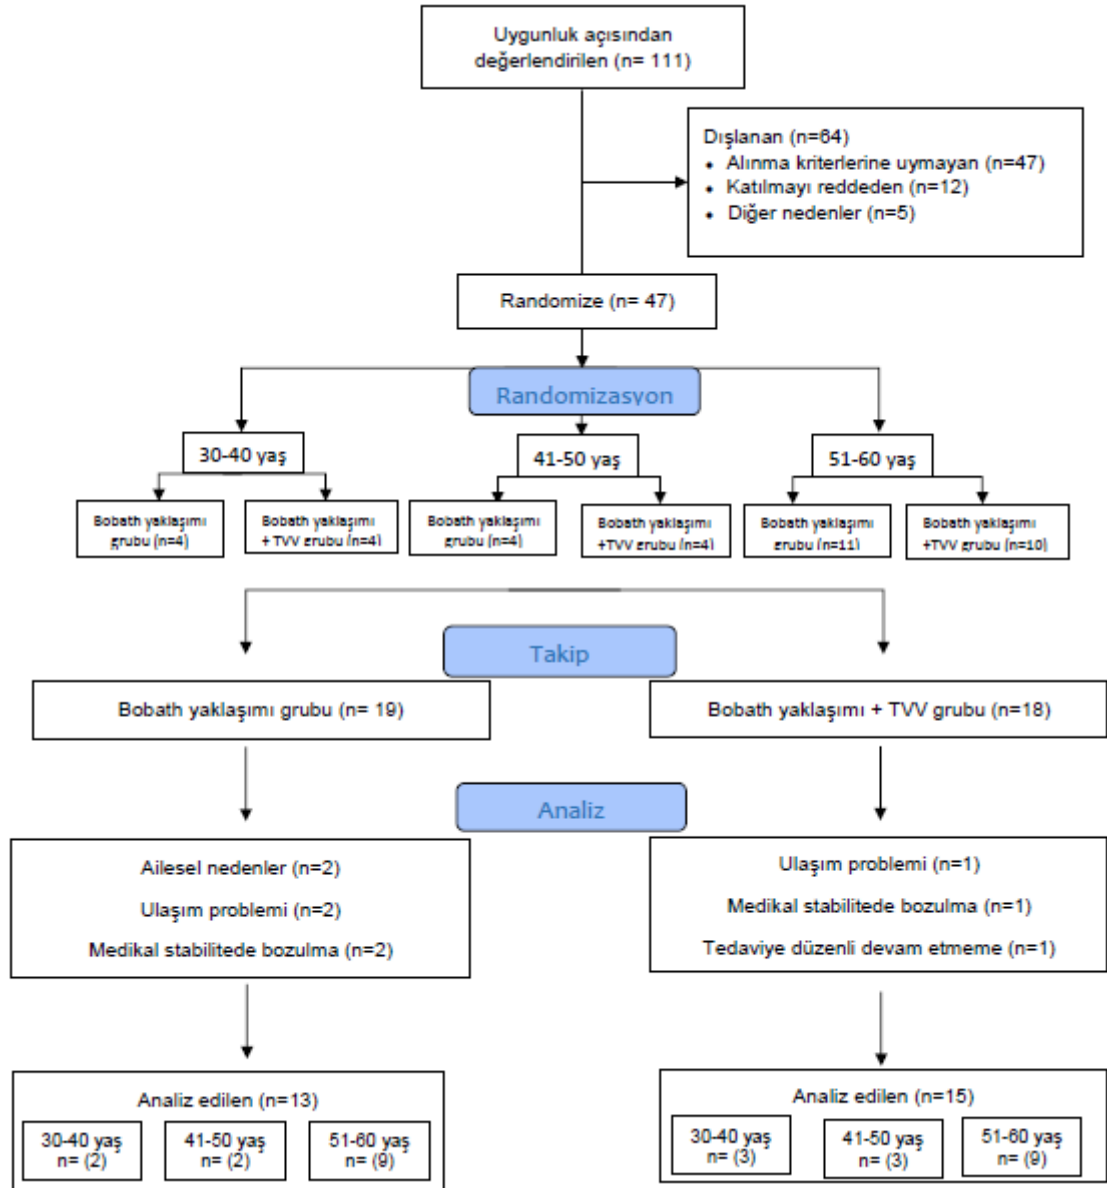 Uygunluk açısından
değerlendirilen (n= 111)
Dışlanan (n=64)
• Alınma kriterlerine uymayan (n=47)
• Katılmayı reddeden (n=12)
• Diğer nedenler (n=5)
Randomize (n= 47)
Randomizasyon
30-40 yaş
41-50 yaş
51-60 yaş
Bobath yaklaşımı
grubu (n=4)
Bobath yaklaşımı
+ TVV grubu (n=4)
Bobath yaklaşımı
grubu (n=4)
Bobath yaklaşımı
+TVV grubu (n=4)
Bobath yaklaşımı
grubu (n=11)
Bobath yaklaşımı
+TVV grubu (n=10)
Takip
Bobath yaklaşımı grubu (n= 19)
Bobath yaklaşımı + TVV grubu (n=18)
Analiz
Ailesel nedenler (n=2)
Ulaşım problemi (n=2)
Medikal stabilitede bozulma (n=2)
Ulaşım problemi (n=1)
Medikal stabilitede bozulma (n=1)
Tedaviye düzenli devam etmeme (n=1)
Analiz edilen (n=13)
30-40 yaş
n= (2)
41-50 yaş
n= (2)
51-60 yaş
n= (9)
Analiz edilen (n=15)
30-40 yaş
n= (3)
41-50 yaş
n= (3)
51-60 yaş
n= (9)